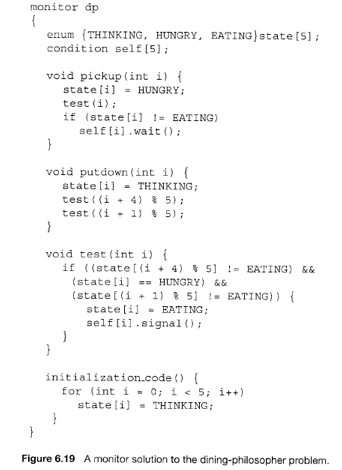 monitor dp
{
enum {THINKING, HUNGRY, EATING}state[5];
condition self[5];
void pickup(int i) {
state[i] = HUNGRY;
test(i);
if (state[i] != EATING)
self[i].wait();
}
void putdown(int i) {
state[i] = THINKING;
test((i + 4) % 5);
test((i + 1) % 5);
}
void test(int i) {
if ((state[(i + 4) % 5] != EATING) &&
(state[i] == HUNGRY) &&
(state[(i + 1) % 5] != EATING)) {
state[i] = EATING;
self[i].signal();
}
}
initialization_code() {
for (int i = 0; i < 5; i++)
state[i] = THINKING;
}
}
Figure 6.19 A monitor solution to the dining-philosopher problem.